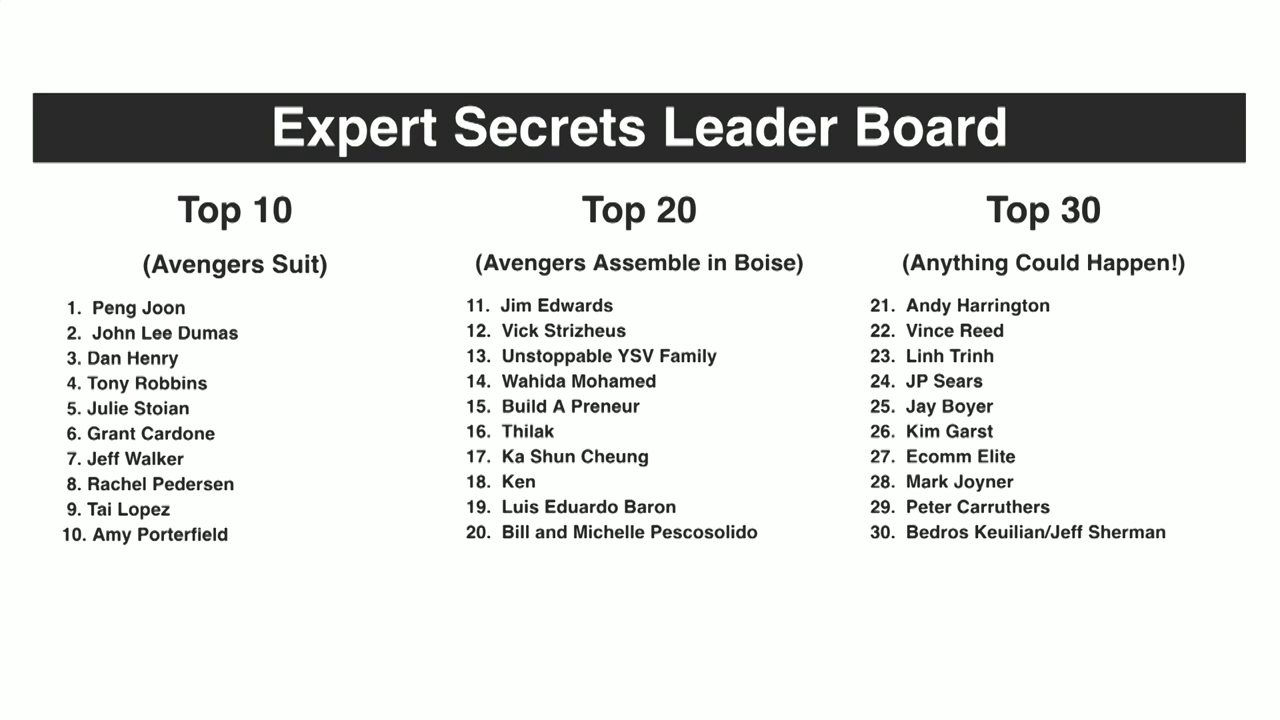 Expert Secrets Leader Board
Top 10
(Avengers Suit)
1. Peng Joon
2. John Lee Dumas
3. Dan Henry
4. Tony Robbins
5. Julie Stoian
6. Grant Cardone
7. Jeff Walker
8. Rachel Pedersen
9. Tai Lopez
10. Amy Porterfield
Top 20
(Avengers Assemble in Boise)
11. Jim Edwards
12. Vick Strizheus
13. Unstoppable YSV Family
14. Wahida Mohamed
15. Build A Preneur
16. Thilak
17. Ka Shun Cheung
18. Ken
19. Luis Eduardo Baron
20. Bill and Michelle Pescosolido
Top 30
(Anything Could Happen!)
21. Andy Harrington
22. Vince Reed
23. Linh Trinh
24. JP Sears
25. Jay Boyer
26. Kim Garst
27. Ecomm Elite
28. Mark Joyner
29. Peter Carruthers
30. Bedros Keuilian/Jeff Sherman